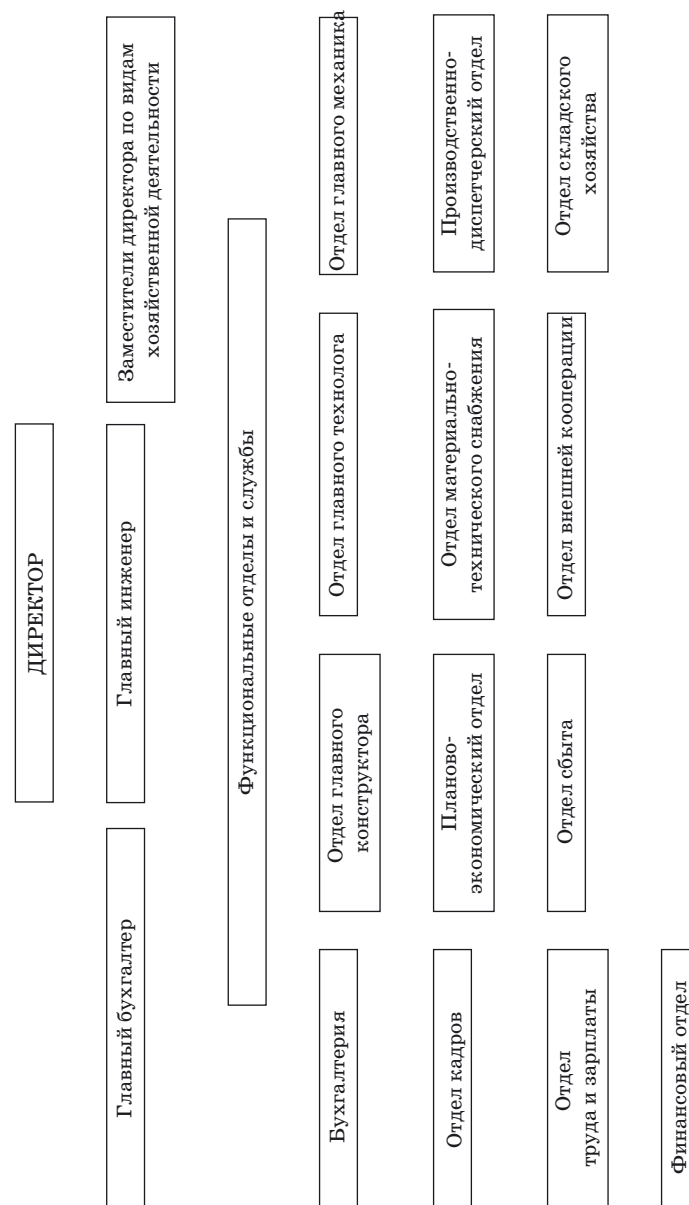 ДИРЕКТОР
Главный бухгалтер
Главный инженер
Заместители директора по видам
хозяйственной деятельности
Функциональные отделы и службы
Бухгалтерия
Отдел главного
конструктора
Отдел главного технолога
Отдел главного механика
Отдел кадров
Планово-
экономический отдел
Отдел материально-
технического снабжения
Производственно-
диспетчерский отдел
Отдел
труда и зарплаты
Отдел сбыта
Отдел внешней кооперации
Отдел складского
хозяйства
Финансовый отдел